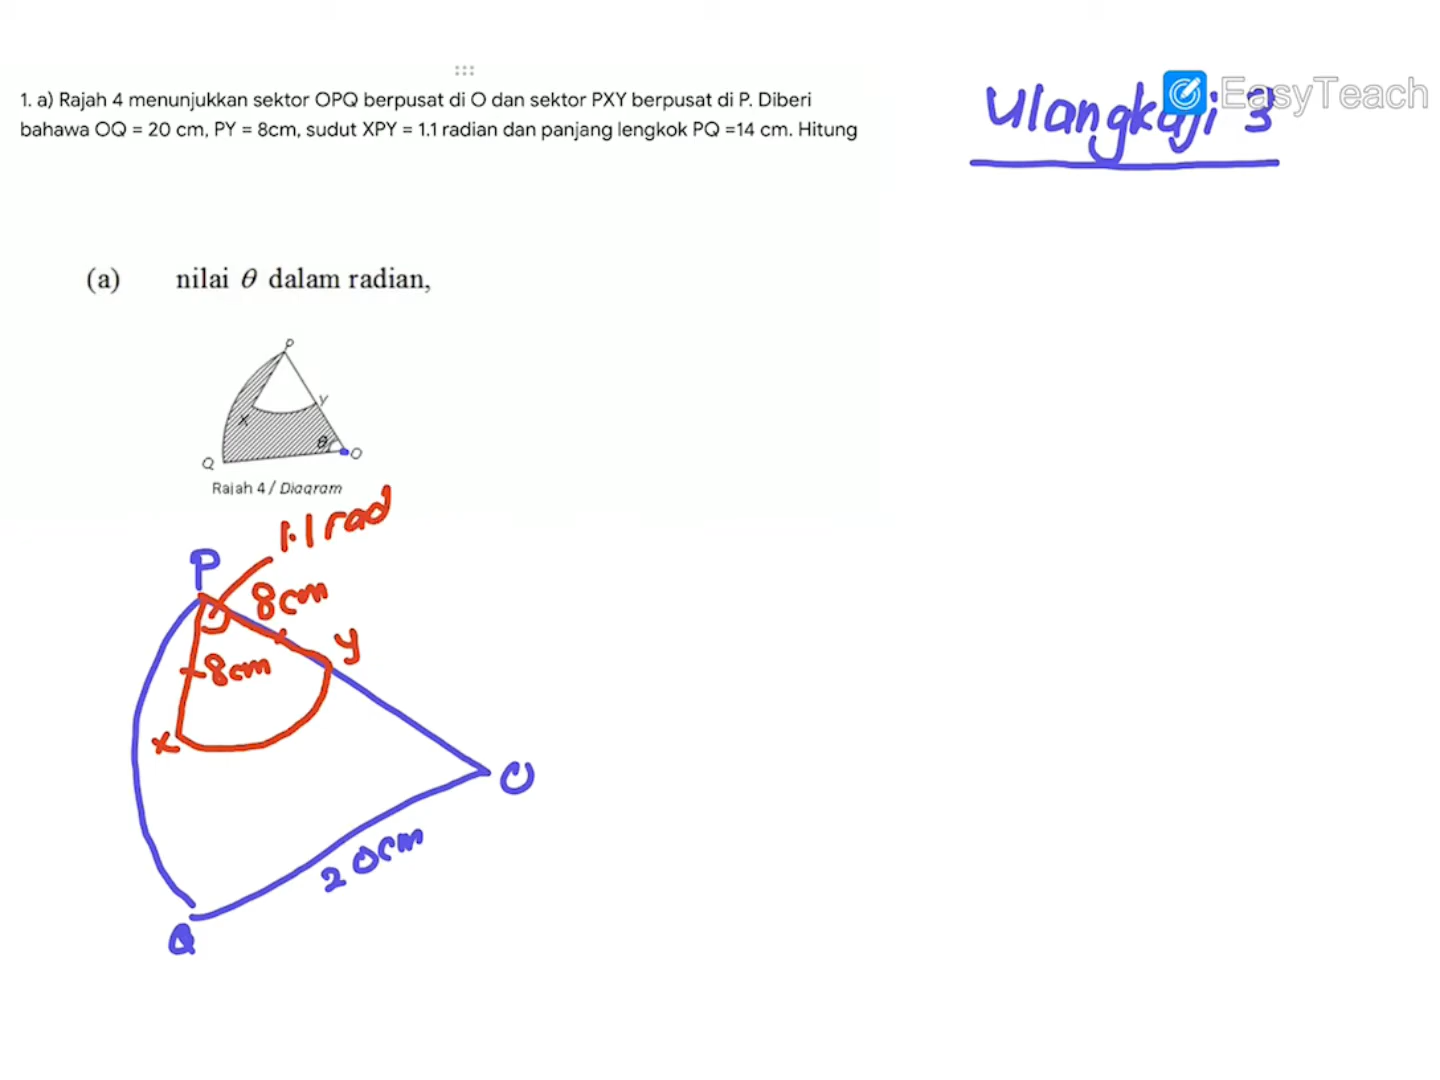 1. a) Rajah 4 menunjukkan sektor OPQ berpusat di O dan sektor PXY berpusat di P. Diberi
bahawa OQ = 20 cm, PY = 8cm, sudut XPY = 1.1 radian dan panjang lengkok PQ =14 cm. Hitung
Ulangkaji 3
EasyTeach
(a) nilai θ dalam radian,
P
Y
X
θ
O
Q
Rajah 4 / Diagram
1.1 rad
P
8cm
y
8cm
x
O
20cm
Q